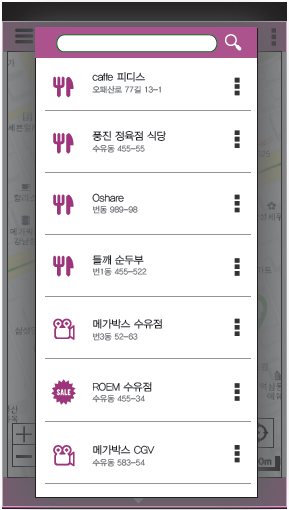 caffe 피디스
오패산로 77길 13-1
풍진 정육점 식당
수유동 455-55
Oshare
번동 989-98
들깨 순두부
번1동 455-522
메가박스 수유점
번3동 52-63
SALE
ROEM 수유점
수유동 455-34
메가박스 CGV
수유동 583-54